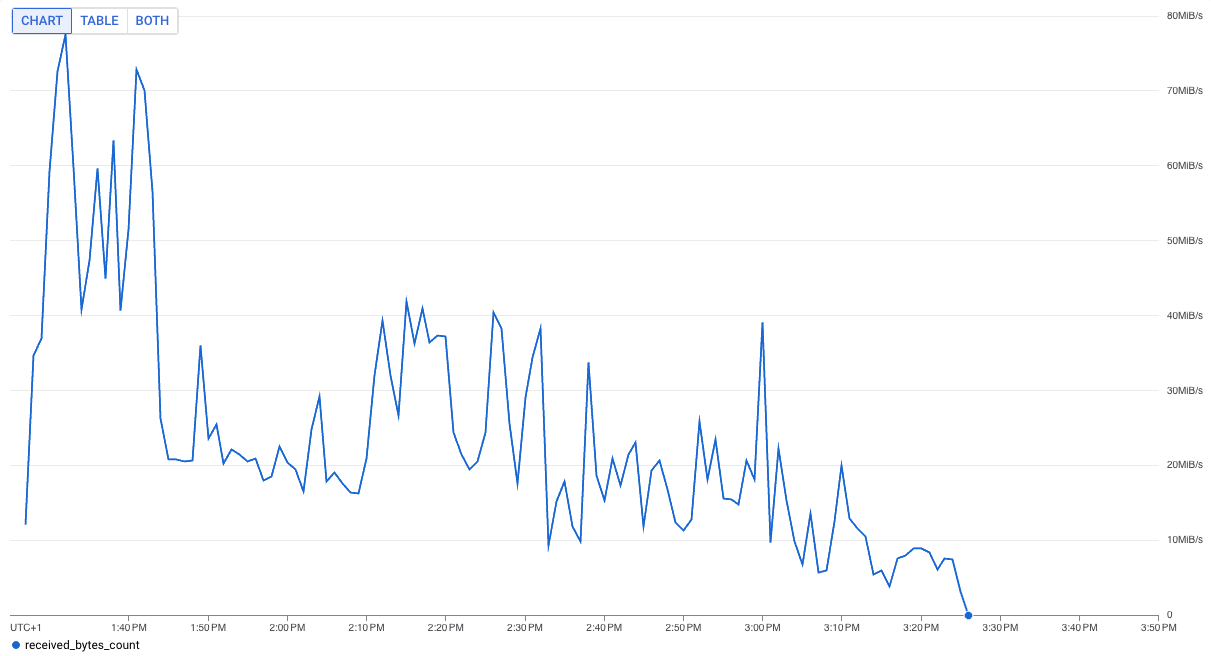 CHART TABLE BOTH
80MiB/s
70MiB/s
60MiB/s
50MiB/s
40MiB/s
30MiB/s
20MiB/s
10MiB/s
0
UTC+1 1:40 PM 1:50 PM 2:00 PM 2:10 PM 2:20 PM 2:30 PM 2:40 PM 2:50 PM 3:00 PM 3:10 PM 3:20 PM 3:30 PM 3:40 PM 3:50 PM
received_bytes_count